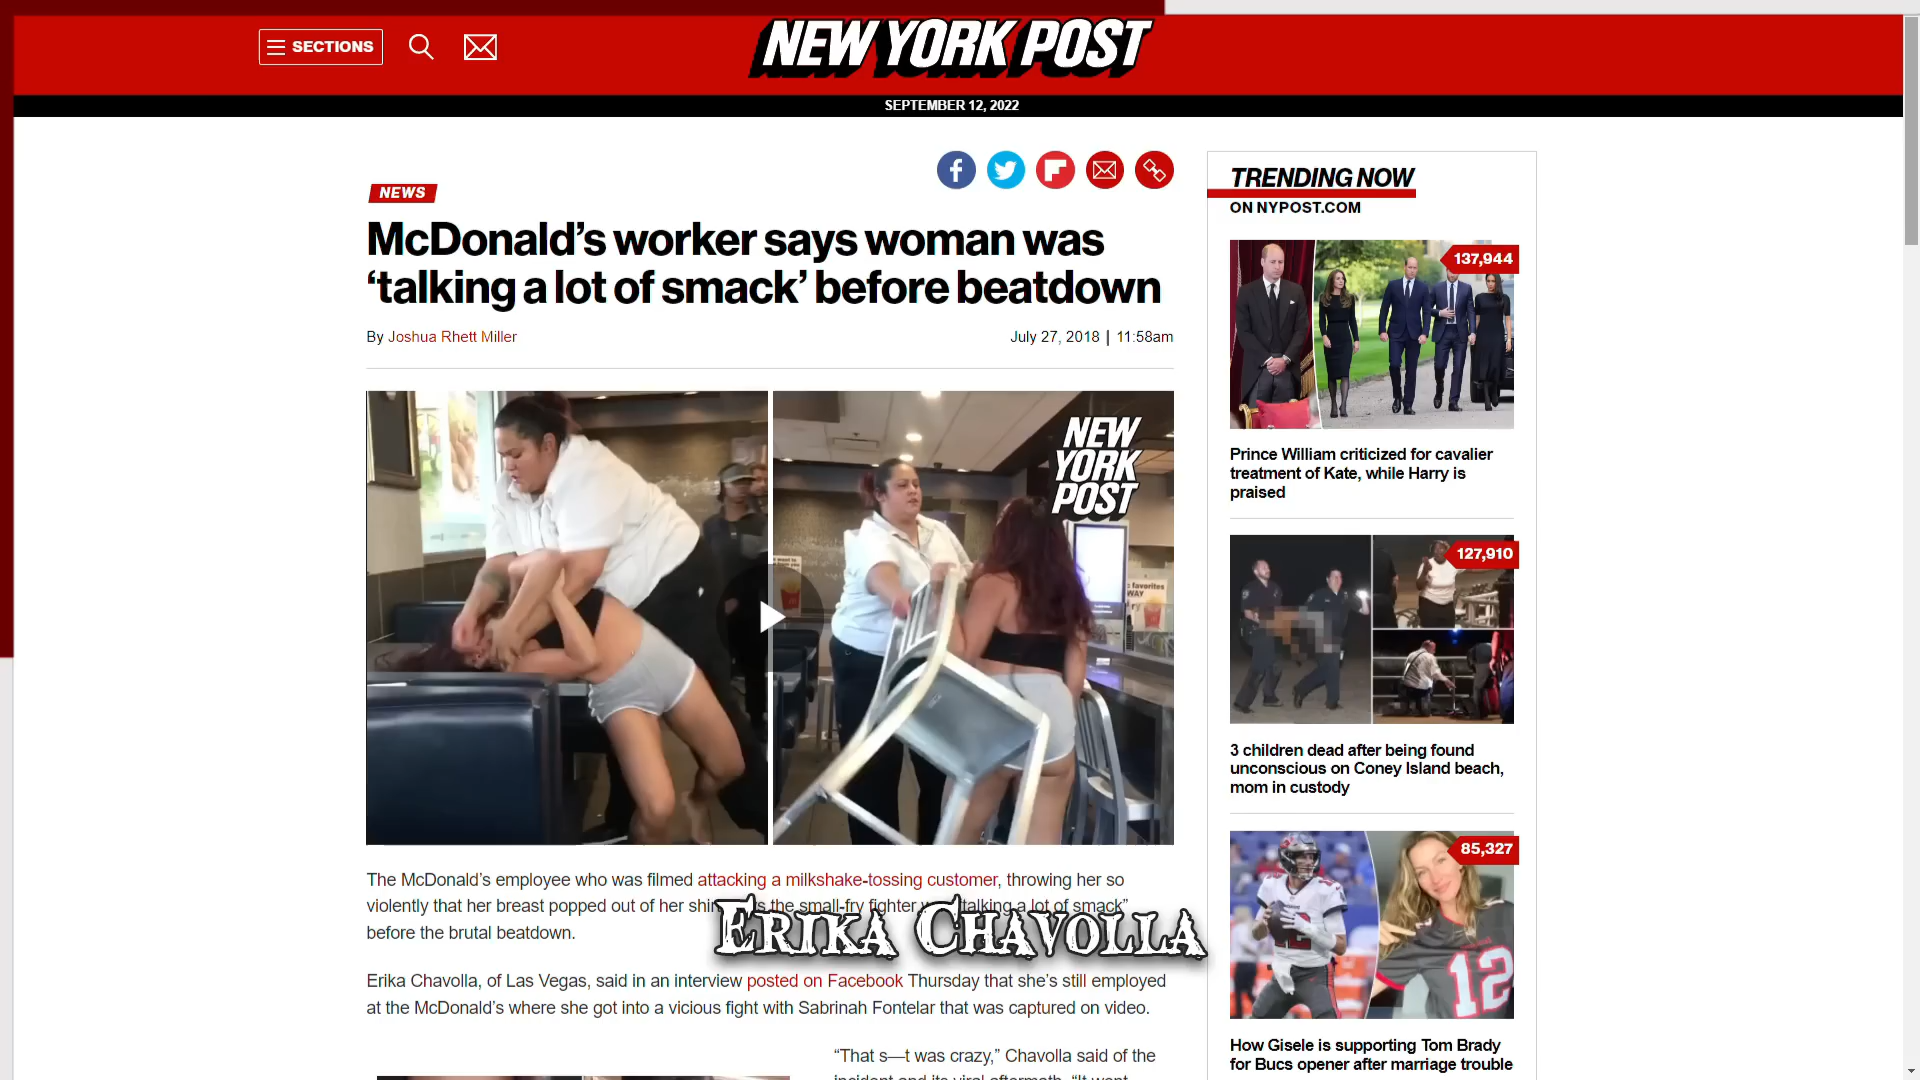 SECTIONS
NEW YORK POST
SEPTEMBER 12, 2022
NEWS
McDonald’s worker says woman was
‘talking a lot of smack’ before beatdown
By Joshua Rhett Miller
July 27, 2018 | 11:58am
NEW
YORK
POST
The McDonald’s employee who was filmed attacking a milkshake-tossing customer, throwing her so
violently that her breast popped out of her the small-fry fighter talking a lot of smack”
before the brutal beatdown.
ERIKA CHAVOLLA
Erika Chavolla, of Las Vegas, said in an interview posted on Facebook Thursday that she’s still employed
at the McDonald’s where she got into a vicious fight with Sabrinah Fontelar that was captured on video.
“That s—t was crazy,” Chavolla said of the
TRENDING NOW
ON NYPOST.COM
137,944
Prince William criticized for cavalier
treatment of Kate, while Harry is
praised
127,910
3 children dead after being found
unconscious on Coney Island beach,
mom in custody
85,327
12
How Gisele is supporting Tom Brady
for Bucs opener after marriage trouble